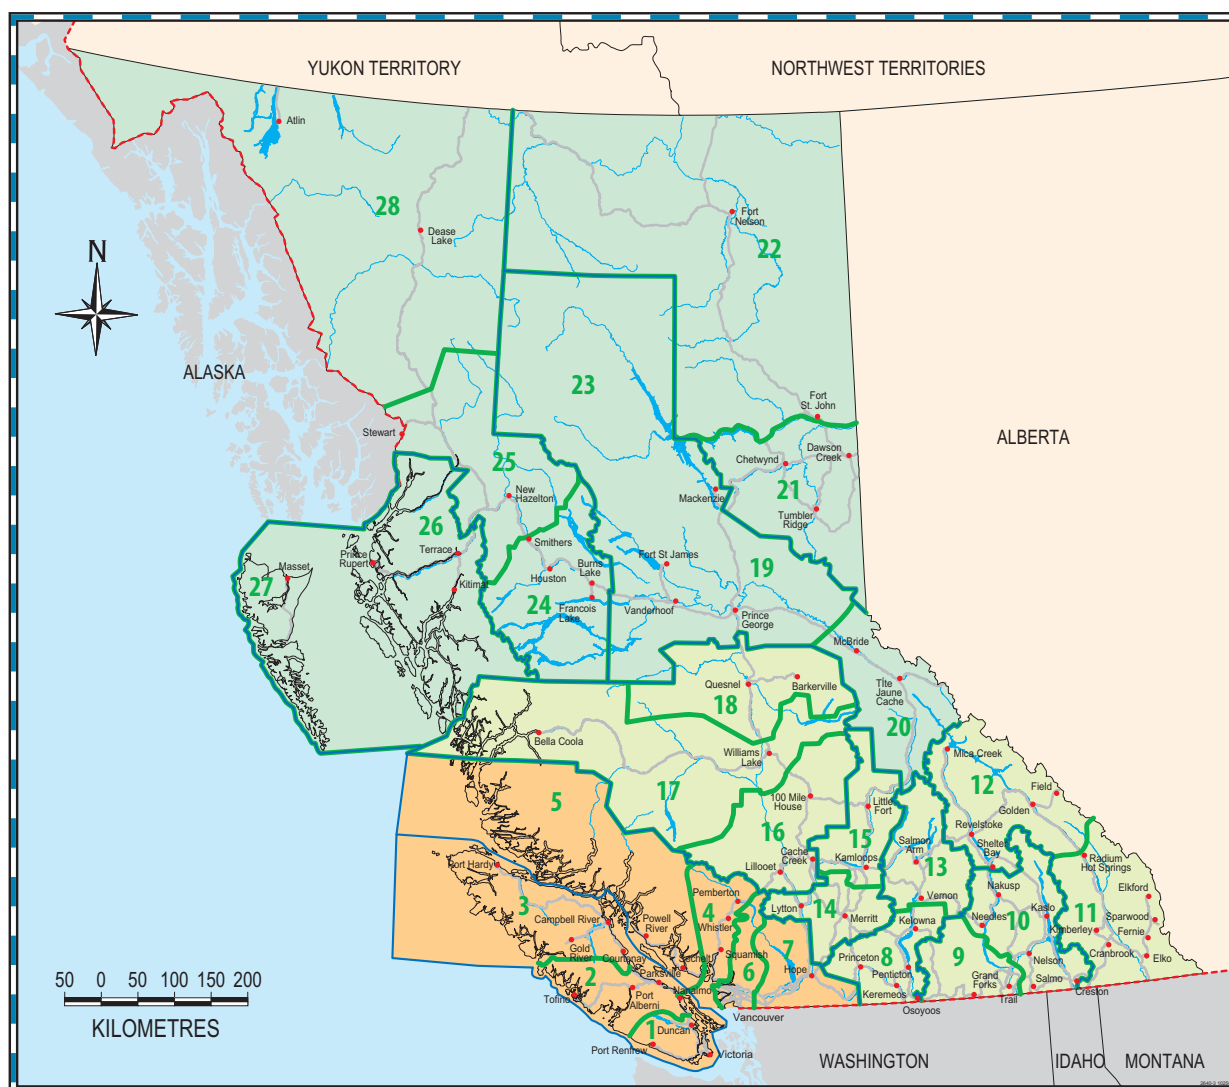 YUKON TERRITORY
NORTHWEST TERRITORIES
Atlin
28
Dease
Lake
Fort
Nelson
22
N
ALASKA
23
Fort
St. John
Stewart
ALBERTA
25
Chetwynd
Dawson
Creek
New
Hazelton
Mackenzie
21
Tumbler
Ridge
26
Smithers
Prince
Rupert
Terrace
Masset
27
Kitimat
Houston
Burns
Lake
Fort St James
19
24
Francois
Lake
Vanderhoof
Prince
George
McBride
Quesnel
Barkerville
Tlte
Jaune
Cache
18
20
Bella Coola
Williams
Lake
Mica Creek
12
5
17
100 Mile
House
Little
Fort
Field
Golden
16
15
Revelstoke
Port Hardy
Cache
Creek
Salmon
Arm
Shelter
Bay
Lillooet
Kamloops
13
Radium
Hot Springs
3
Pemberton
Vernon
Nakusp
Elkford
Campbell River
Powell
River
4
Whistler
Lytton
14
Merritt
Kelowna
Needles
10
Kaslo
11
Sparwood
Kimberley
Fernie
Gold
River
Courtenay
Squamish
7
Princeton
8
9
Cranbrook
Parksville
Sechelt
6
Hope
Penticton
Nelson
Elko
2
Tofino
Port
Alberni
Nanaimo
Keremeos
Grand
Forks
Salmo
Creston
Trail
Osoyoos
1
Duncan
Vancouver
Port Renfrew
Victoria
50 0 50 100 150 200
KILOMETRES
WASHINGTON
IDAHO
MONTANA